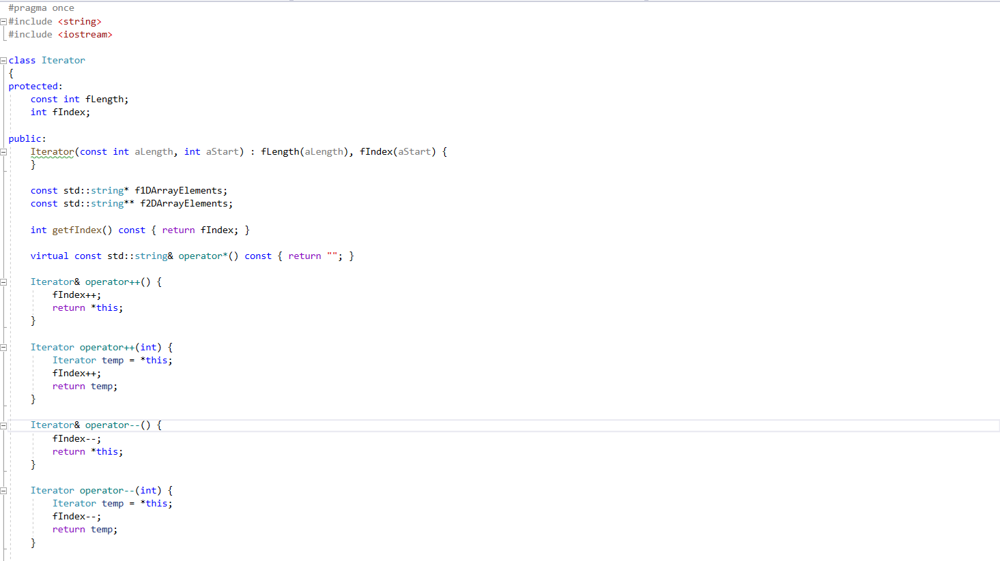 #pragma once
#include <string>
#include <iostream>
class Iterator
{
protected:
    const int fLength;
    int fIndex;
public:
    Iterator(const int aLength, int aStart) : fLength(aLength), fIndex(aStart) {
    }
    const std::string* f1DArrayElements;
    const std::string** f2DArrayElements;
    int getfIndex() const { return fIndex; }
    virtual const std::string& operator*() const { return ""; }
    Iterator& operator++() {
        fIndex++;
        return *this;
    }
    Iterator operator++(int) {
        Iterator temp = *this;
        fIndex++;
        return temp;
    }
    Iterator& operator--() {
        fIndex--;
        return *this;
    }
    Iterator operator--(int) {
        Iterator temp = *this;
        fIndex--;
        return temp;
    }